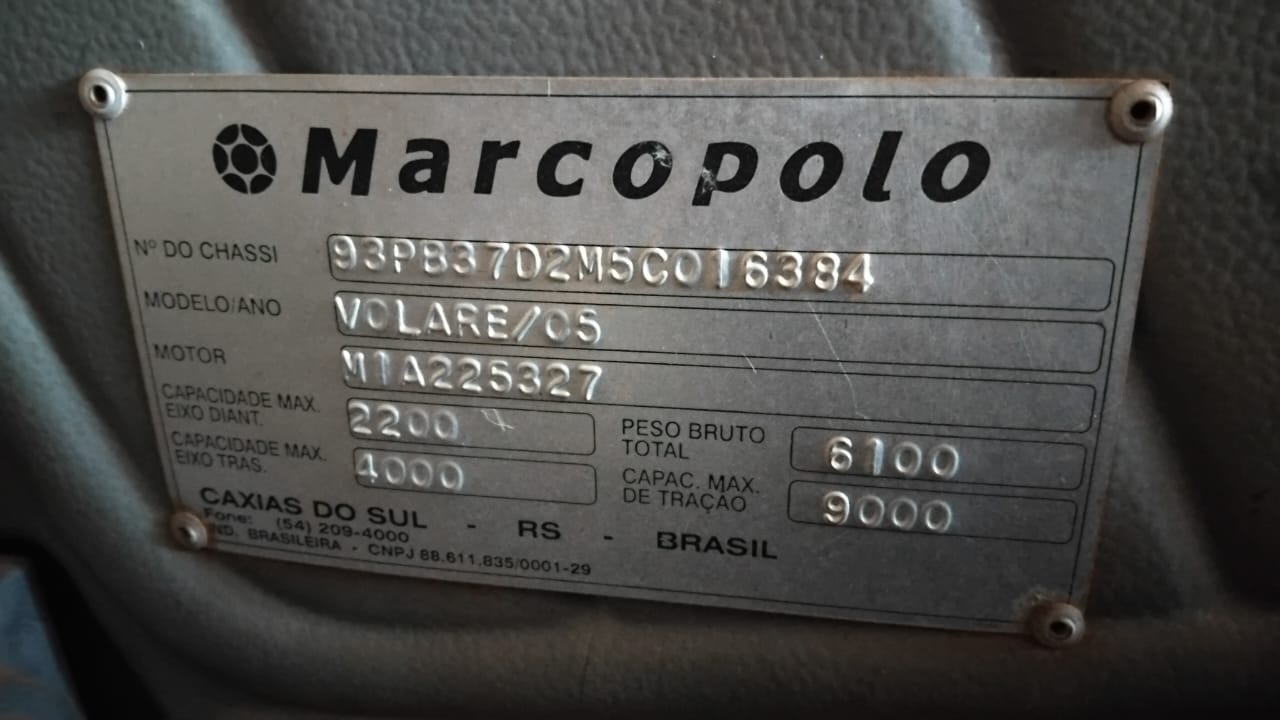 Marcopolo
Nº DO CHASSI 93PB37D2M5C016384
MODELO/ANO VOLARE/05
MOTOR M1A225327
CAPACIDADE MAX. EIXO DIANT. 2200
PESO BRUTO TOTAL 6100
CAPACIDADE MAX. EIXO TRAS. 4000
CAPAC. MAX. DE TRAÇÃO 9000
CAXIAS DO SUL - RS - BRASIL
Fone: (54) 209-4000
IND. BRASILEIRA - CNPJ 88.611.835/0001-29